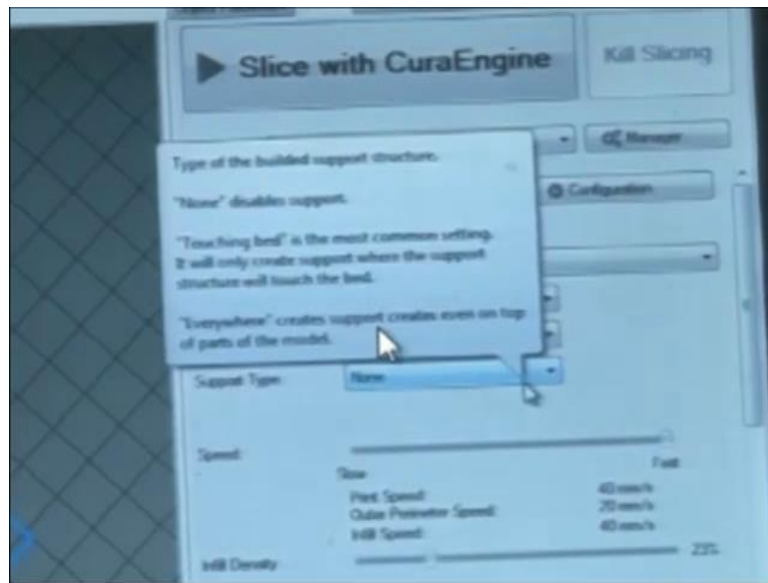 Slice with CuraEngine
Kill Slicing
Manager
Type of the builded support structure.
"None" disables support.
Configuration
"Touching bed" is the most common setting.
It will only create support where the support
structure will touch the bed.
"Everywhere" creates support creates even on top
of parts of the model.
Support Type: None
Speed:
Slow Fast
Print Speed: 40 mm/s
Outer Perimeter Speed: 20 mm/s
Infill Speed: 40 mm/s
Infill Density 23%